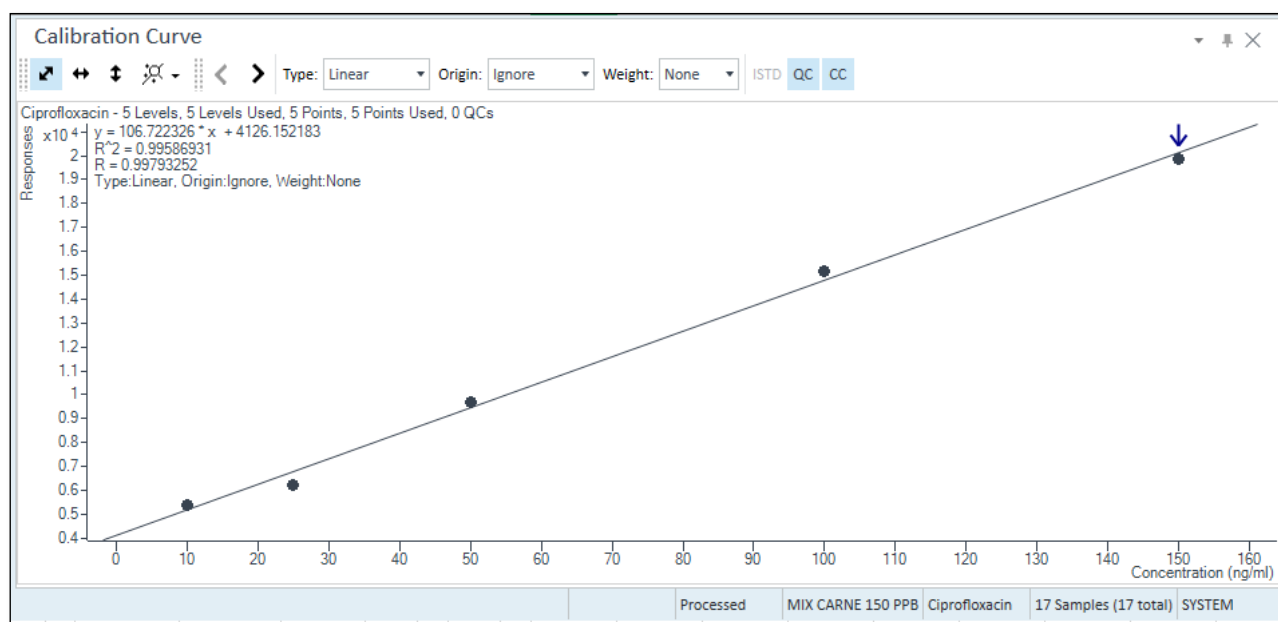 Calibration Curve
Type: Linear Origin: Ignore Weight: None ISTD QC CC
Ciprofloxacin - 5 Levels, 5 Levels Used, 5 Points, 5 Points Used, 0 QCs
Responses
x10 4
y = 106.722326 * x + 4126.152183
R^2 = 0.99586931
R = 0.99793252
Type:Linear, Origin:Ignore, Weight:None
2
1.9
1.8
1.7
1.6
1.5
1.4
1.3
1.2
1.1
1
0.9
0.8
0.7
0.6
0.5
0.4
0 10 20 30 40 50 60 70 80 90 100 110 120 130 140 150 160
Concentration (ng/ml)
Processed MIX CARNE 150 PPB Ciprofloxacin 17 Samples (17 total) SYSTEM